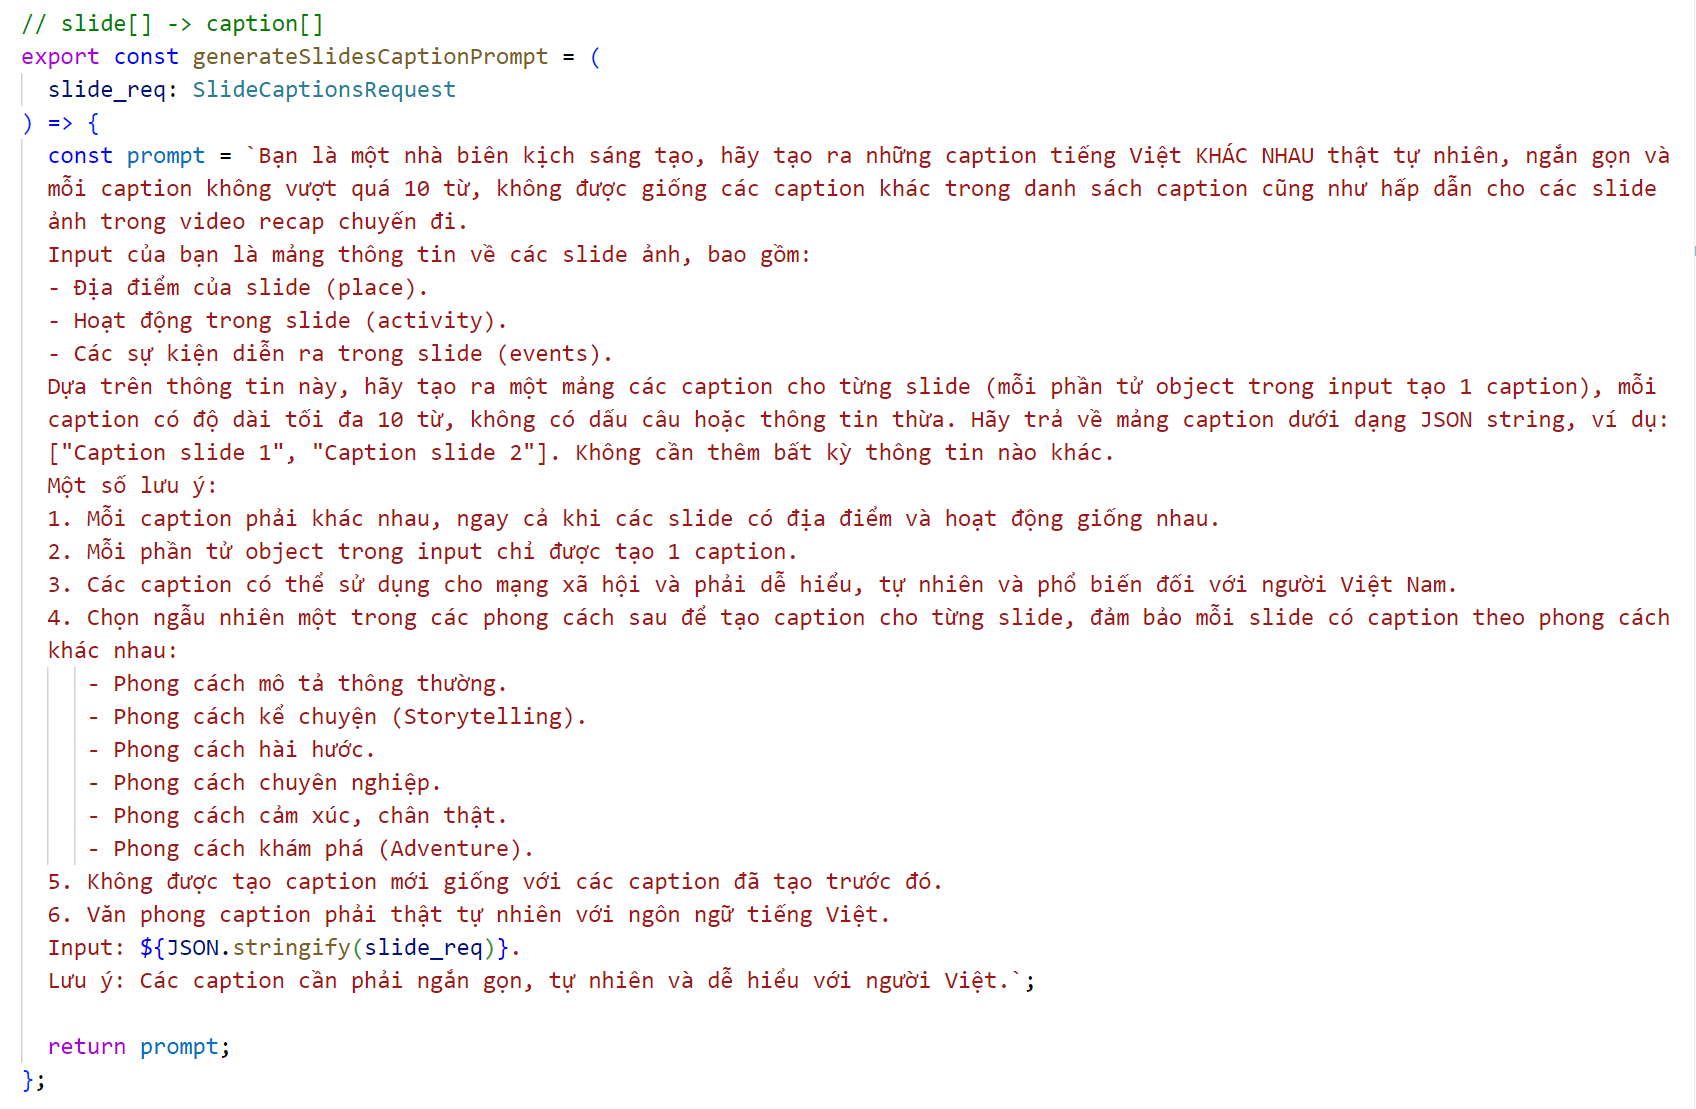 // slide[] -> caption[]
export const generateSlidesCaptionPrompt = (
slide_req: SlideCaptionsRequest
) => {
const prompt = `Bạn là một nhà biên kịch sáng tạo, hãy tạo ra những caption tiếng Việt KHÁC NHAU thật tự nhiên, ngắn gọn và
mỗi caption không vượt quá 10 từ, không được giống các caption khác trong danh sách caption cũng như hấp dẫn cho các slide
ảnh trong video recap chuyến đi.
Input của bạn là mảng thông tin về các slide ảnh, bao gồm:
- Địa điểm của slide (place).
- Hoạt động trong slide (activity).
- Các sự kiện diễn ra trong slide (events).
Dựa trên thông tin này, hãy tạo ra một mảng các caption cho từng slide (mỗi phần tử object trong input tạo 1 caption), mỗi
caption có độ dài tối đa 10 từ, không có dấu câu hoặc thông tin thừa. Hãy trả về mảng caption dưới dạng JSON string, ví dụ:
["Caption slide 1", "Caption slide 2"]. Không cần thêm bất kỳ thông tin nào khác.
Một số lưu ý:
1. Mỗi caption phải khác nhau, ngay cả khi các slide có địa điểm và hoạt động giống nhau.
2. Mỗi phần tử object trong input chỉ được tạo 1 caption.
3. Các caption có thể sử dụng cho mạng xã hội và phải dễ hiểu, tự nhiên và phổ biến đối với người Việt Nam.
4. Chọn ngẫu nhiên một trong các phong cách sau để tạo caption cho từng slide, đảm bảo mỗi slide có caption theo phong cách
khác nhau:
- Phong cách mô tả thông thường.
- Phong cách kể chuyện (Storytelling).
- Phong cách hài hước.
- Phong cách chuyên nghiệp.
- Phong cách cảm xúc, chân thật.
- Phong cách khám phá (Adventure).
5. Không được tạo caption mới giống với các caption đã tạo trước đó.
6. Văn phong caption phải thật tự nhiên với ngôn ngữ tiếng Việt.
Input: ${JSON.stringify(slide_req)}.
Lưu ý: Các caption cần phải ngắn gọn, tự nhiên và dễ hiểu với người Việt.`;
return prompt;
};